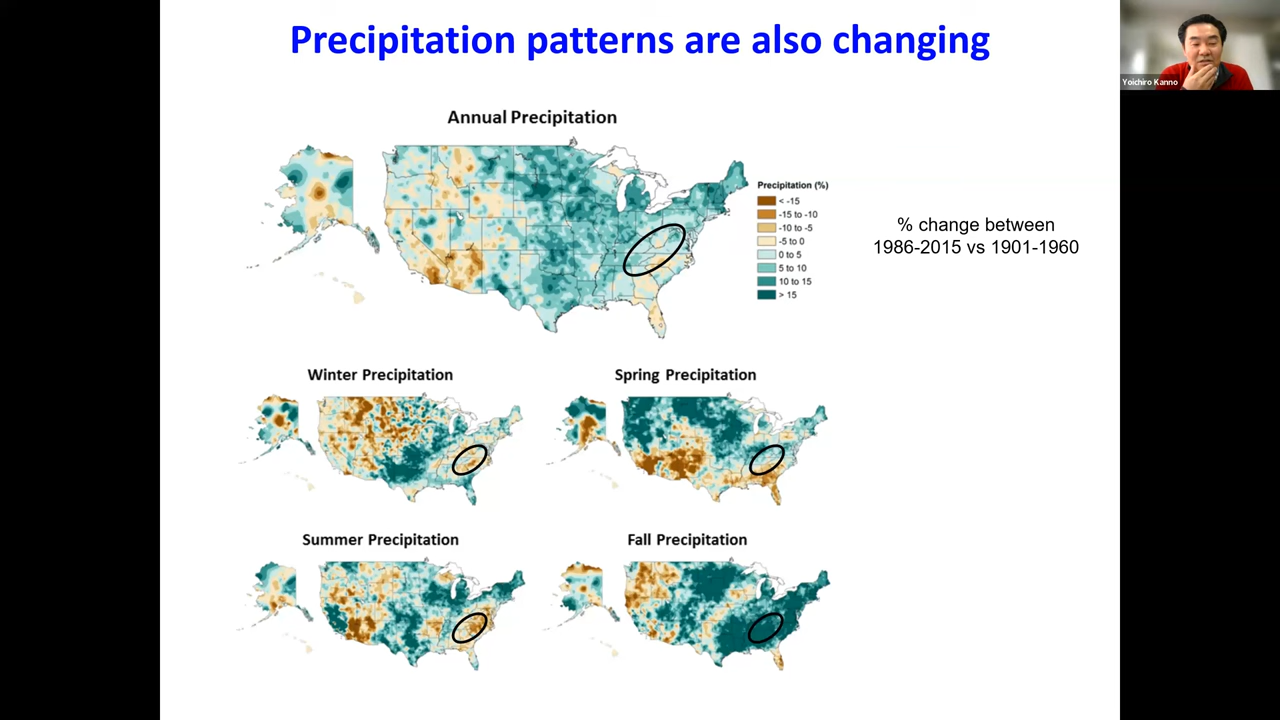 Precipitation patterns are also changing
Yoichiro Kanno
Annual Precipitation
Precipitation (%)
< -15
-15 to -10
-10 to -5
-5 to 0
0 to 5
5 to 10
10 to 15
> 15
% change between
1986-2015 vs 1901-1960
Winter Precipitation
Spring Precipitation
Summer Precipitation
Fall Precipitation